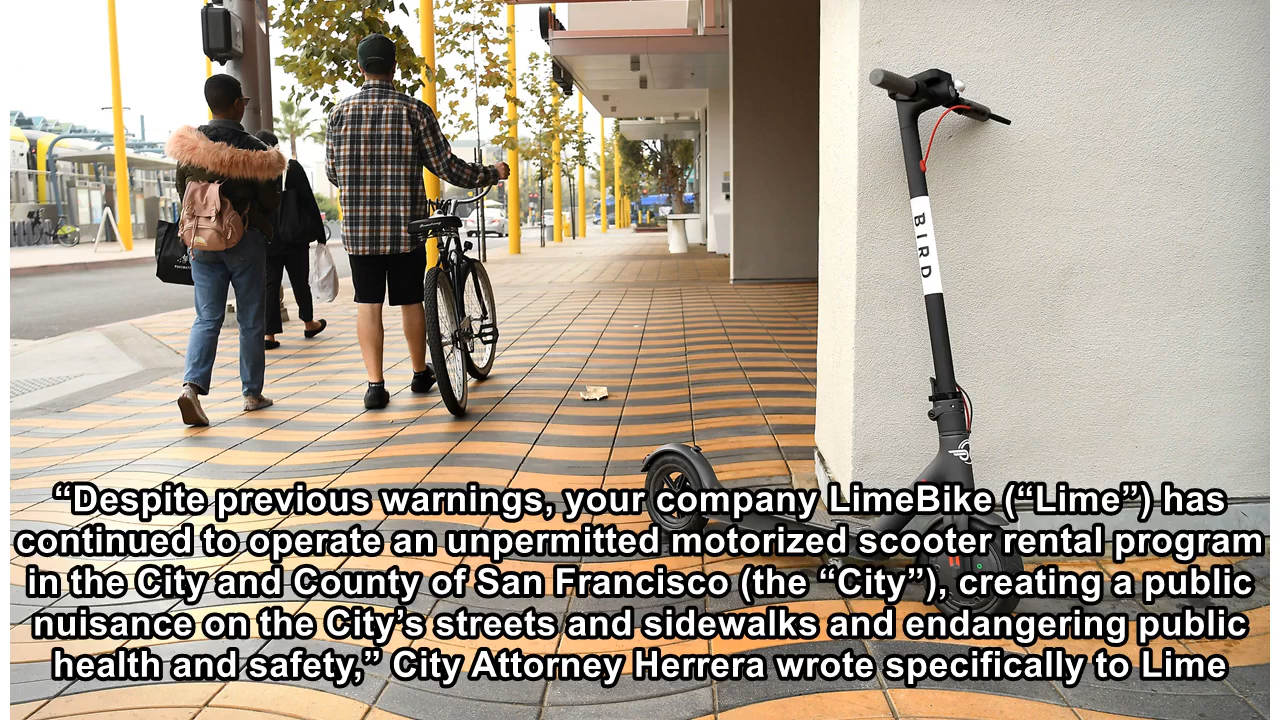 BIRD
“Despite previous warnings, your company LimeBike (“Lime”) has
continued to operate an unpermitted motorized scooter rental program
in the City and County of San Francisco (the “City”), creating a public
nuisance on the City’s streets and sidewalks and endangering public
health and safety,” City Attorney Herrera wrote specifically to Lime